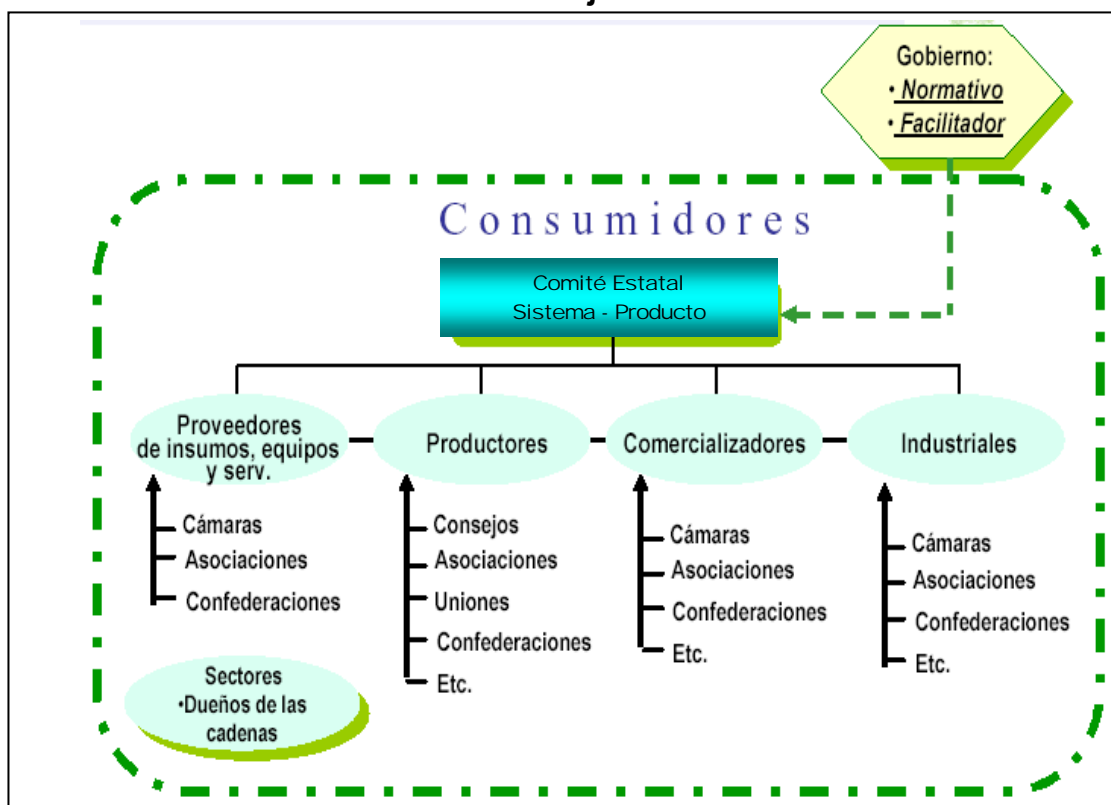 Gobierno:
• Normativo
• Facilitador
Consumidores
Comité Estatal
Sistema - Producto
Proveedores
de insumos, equipos
y serv.
Productores
Comercializadores
Industriales
Cámaras
Asociaciones
Confederaciones
Consejos
Asociaciones
Uniones
Confederaciones
Etc.
Cámaras
Asociaciones
Confederaciones
Etc.
Cámaras
Asociaciones
Confederaciones
Etc.
Sectores
•Dueños de las
cadenas